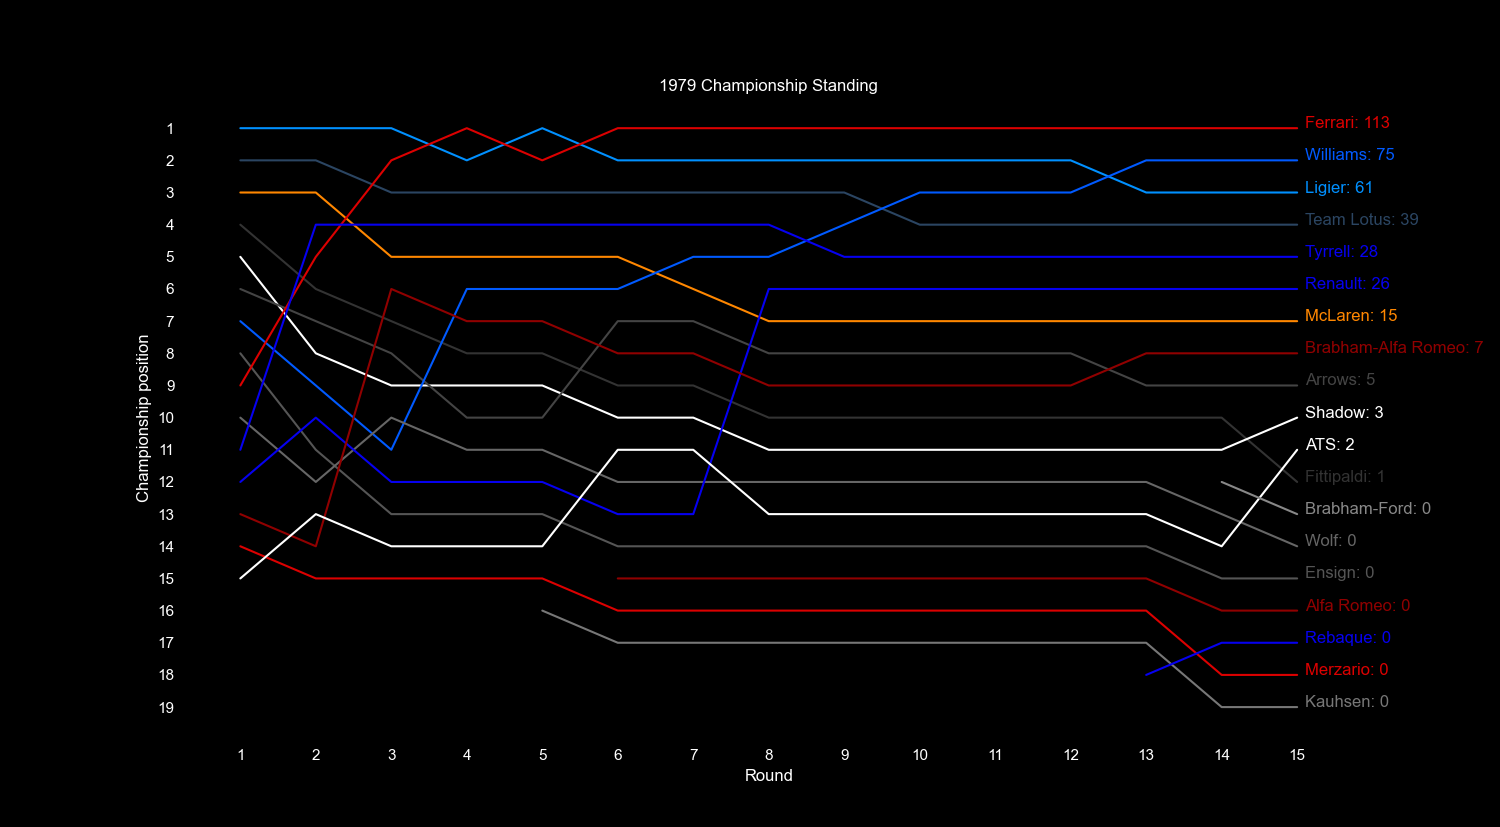 1979 Championship Standing
Championship position
1
2
3
4
5
6
7
8
9
10
11
12
13
14
15
16
17
18
19
Ferrari: 113
Williams: 75
Ligier: 61
Team Lotus: 39
Tyrrell: 28
Renault: 26
McLaren: 15
Brabham-Alfa Romeo: 7
Arrows: 5
Shadow: 3
ATS: 2
Fittipaldi: 1
Brabham-Ford: 0
Wolf: 0
Ensign: 0
Alfa Romeo: 0
Rebaque: 0
Merzario: 0
Kauhsen: 0
1 2 3 4 5 6 7 8 9 10 11 12 13 14 15
Round